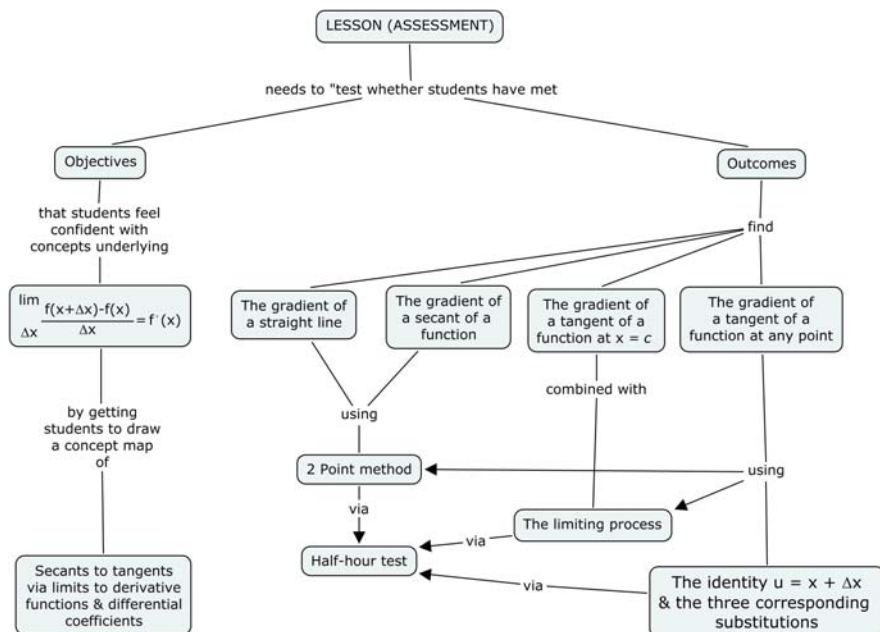 LESSON (ASSESSMENT)
needs to "test whether students have met
Objectives
Outcomes
that students feel
confident with
concepts underlying
find
lim f(x+Δx)-f(x)
Δx Δx = f'(x)
The gradient of
a straight line
The gradient of
a secant of a
function
The gradient of
a tangent of a
function at x = c
The gradient of
a tangent of a
function at any point
by getting
students to draw
a concept map
of
using
combined with
2 Point method
using
via
The limiting process
via
Half-hour test
via
Secants to tangents
via limits to derivative
functions & differential
coefficients
The identity u = x + Δx
& the three corresponding
substitutions